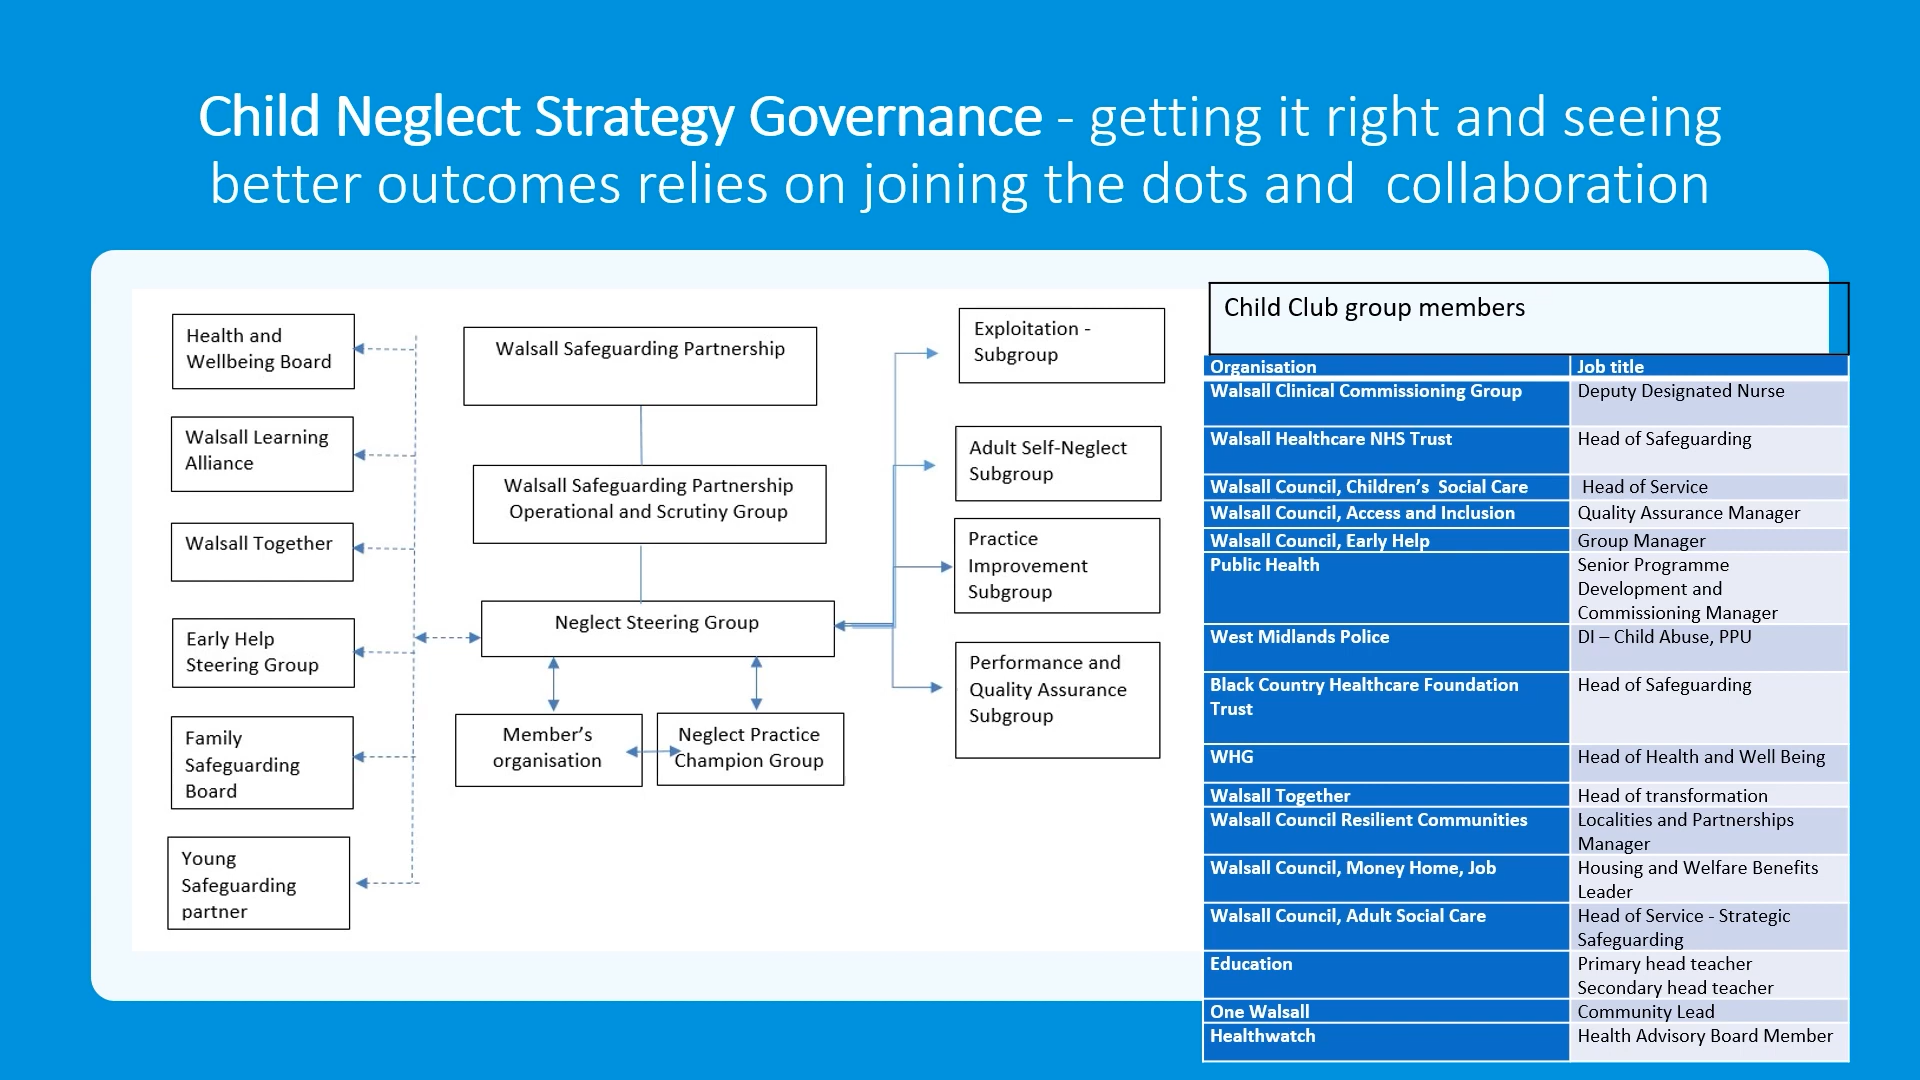 Child Neglect Strategy Governance - getting it right and seeing
better outcomes relies on joining the dots and  collaboration
Health and
Wellbeing Board
Walsall Learning
Alliance
Walsall Together
Early Help
Steering Group
Family
Safeguarding
Board
Young
Safeguarding
partner
Walsall Safeguarding Partnership
Walsall Safeguarding Partnership
Operational and Scrutiny Group
Neglect Steering Group
Member’s
organisation
Neglect Practice
Champion Group
Exploitation -
Subgroup
Adult Self-Neglect
Subgroup
Practice
Improvement
Subgroup
Performance and
Quality Assurance
Subgroup
Child Club group members
Organisation Job title
Walsall Clinical Commissioning Group Deputy Designated Nurse
Walsall Healthcare NHS Trust Head of Safeguarding
Walsall Council, Children’s  Social Care Head of Service
Walsall Council, Access and Inclusion Quality Assurance Manager
Walsall Council, Early Help Group Manager
Public Health Senior Programme
Development and
Commissioning Manager
West Midlands Police DI – Child Abuse, PPU
Black Country Healthcare Foundation Head of Safeguarding
Trust
WHG Head of Health and Well Being
Walsall Together Head of transformation
Walsall Council Resilient Communities Localities and Partnerships
Manager
Walsall Council, Money Home, Job Housing and Welfare Benefits
Leader
Walsall Council, Adult Social Care Head of Service - Strategic
Safeguarding
Education Primary head teacher
Secondary head teacher
One Walsall Community Lead
Healthwatch Health Advisory Board Member